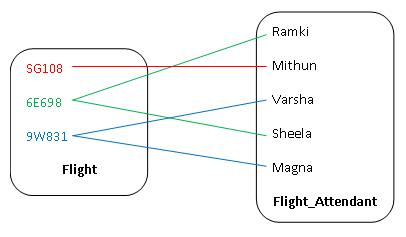 SG108
6E698
9W831
Flight
Ramki
Mithun
Varsha
Sheela
Magna
Flight_Attendant